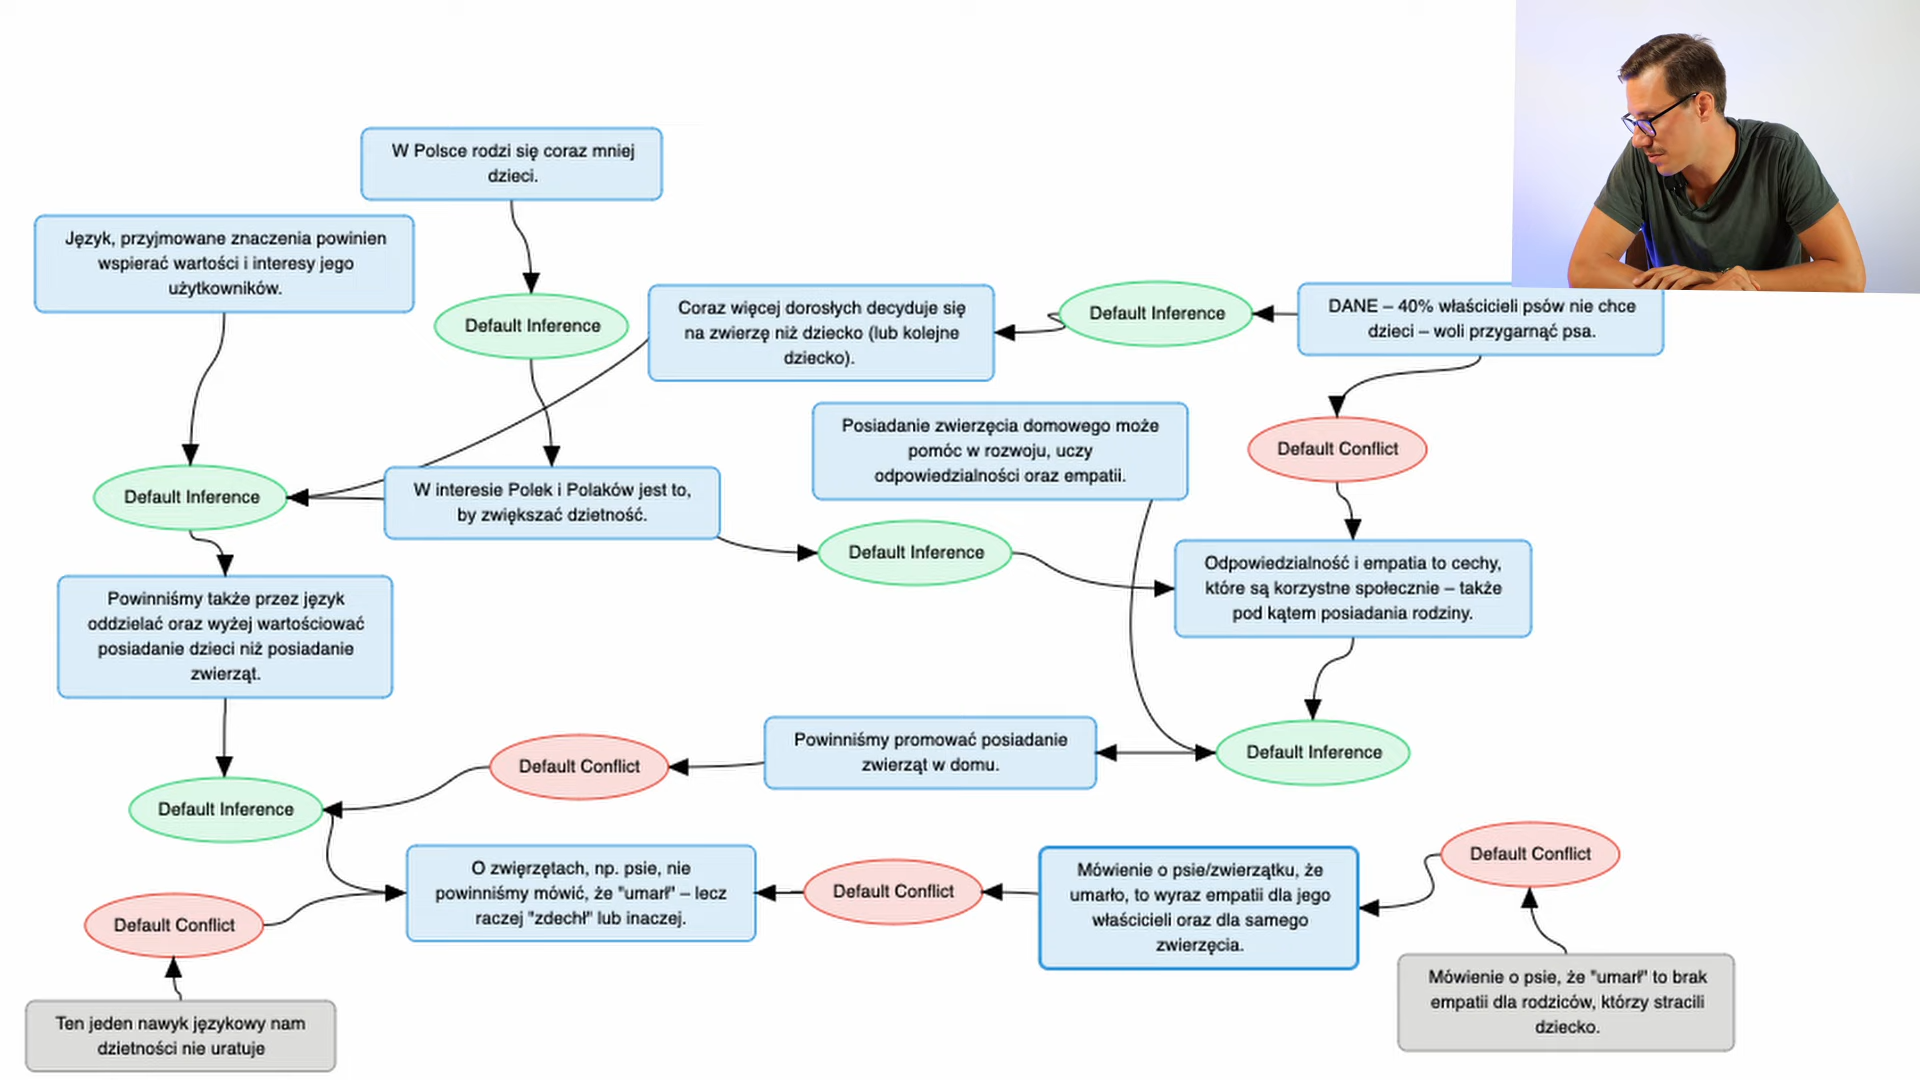 W Polsce rodzi się coraz mniej
dzieci.
Język, przyjmowane znaczenia powinien
wspierać wartości i interesy jego
użytkowników.
Default Inference
Coraz więcej dorosłych decyduje się
na zwierzę niż dziecko (lub kolejne
dziecko).
Default Inference
DANE – 40% właścicieli psów nie chce
dzieci – woli przygarnąć psa.
Posiadanie zwierzęcia domowego może
pomóc w rozwoju, uczy
odpowiedzialności oraz empatii.
Default Conflict
Default Inference
W interesie Polek i Polaków jest to,
by zwiększać dzietność.
Default Inference
Odpowiedzialność i empatia to cechy,
które są korzystne społecznie – także
pod kątem posiadania rodziny.
Powinniśmy także przez język
oddzielać oraz wyżej wartościować
posiadanie dzieci niż posiadanie
zwierząt.
Default Conflict
Powinniśmy promować posiadanie
zwierząt w domu.
Default Inference
Default Inference
O zwięrzętach, np. psie, nie
powinniśmy mówić, że "umarł" – lecz
raczej "zdechł" lub inaczej.
Default Conflict
Mówienie o psie/zwierzątku, że
umarło, to wyraz empatii dla jego
właścicieli oraz dla samego
zwierzęcia.
Default Conflict
Default Conflict
Ten jeden nawyk językowy nam
dzietności nie uratuje
Mówienie o psie, że "umarł" to brak
empatii dla rodziców, którzy stracili
dziecko.